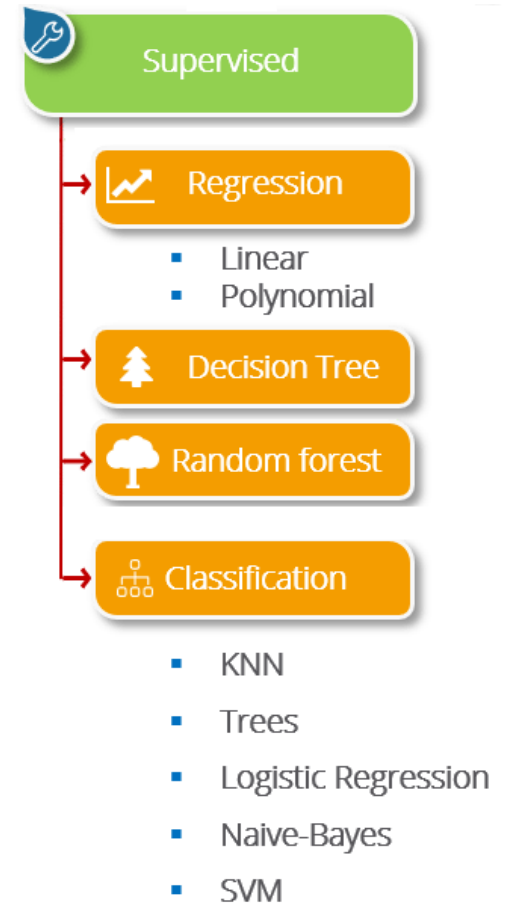 Supervised
Regression
Linear
Polynomial
Decision Tree
Random forest
Classification
KNN
Trees
Logistic Regression
Naive-Bayes
SVM